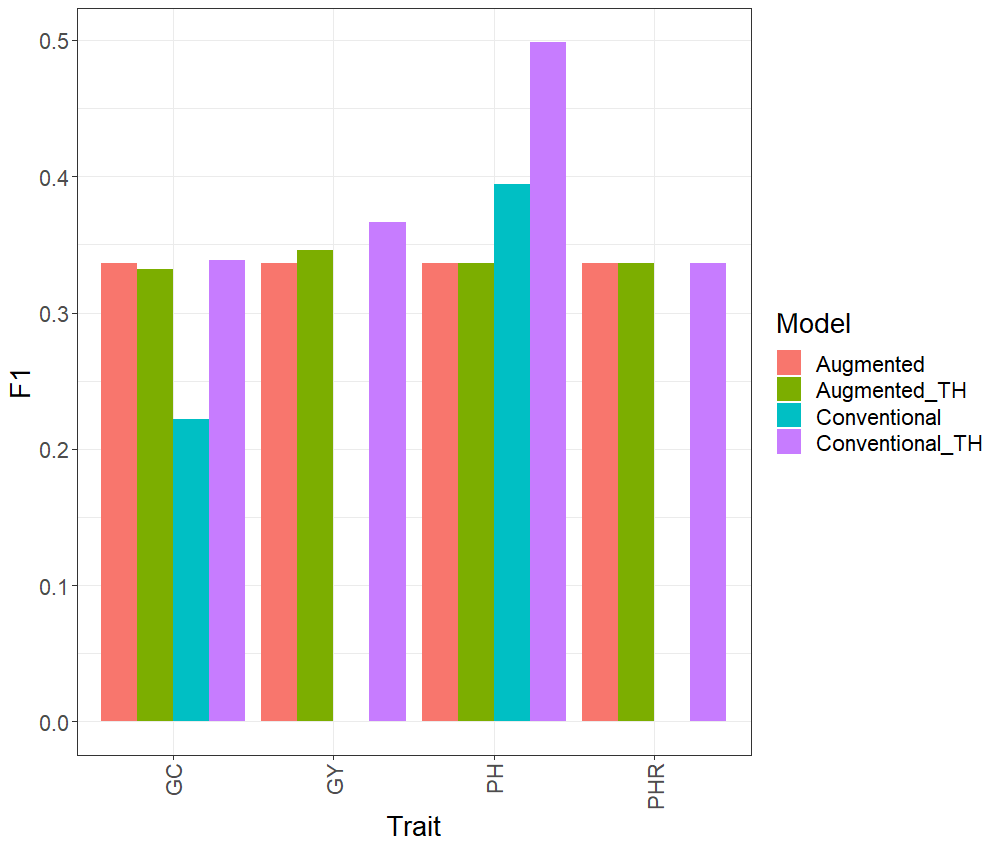 0.5
0.4
0.3
0.2
0.1
0.0
F1
GC
GY
PH
PHR
Trait
Model
Augmented
Augmented_TH
Conventional
Conventional_TH